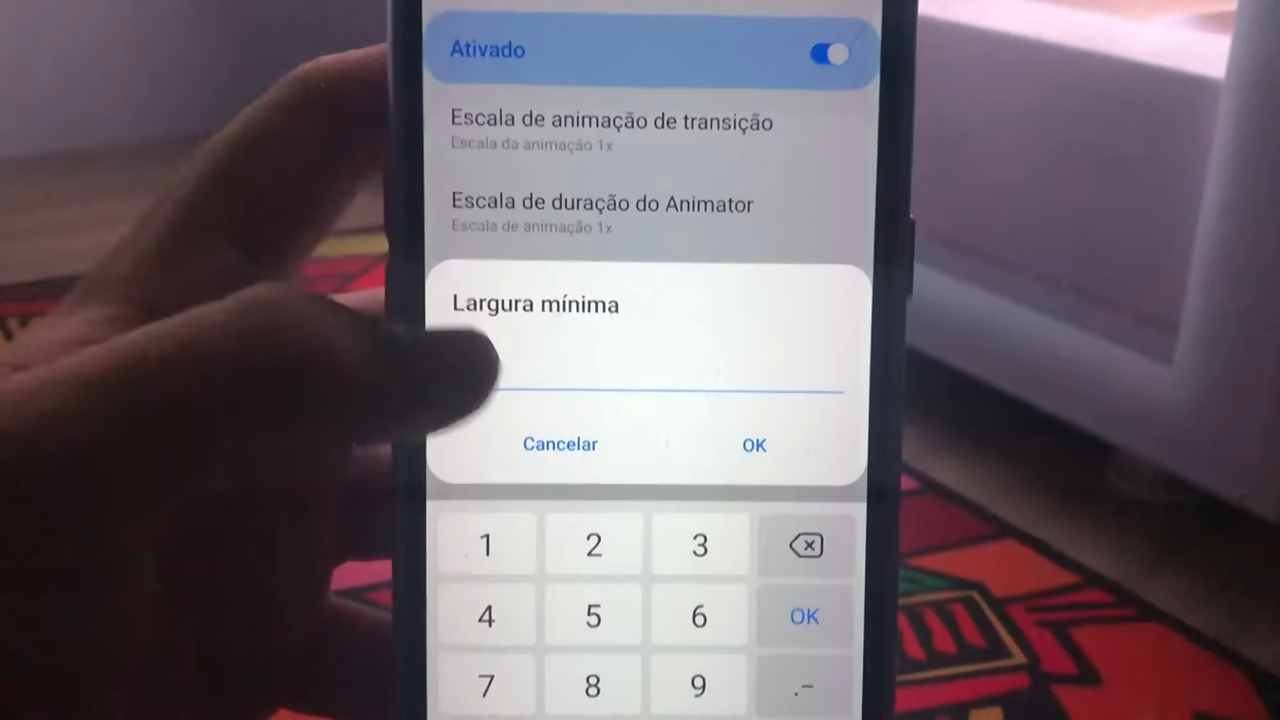 Ativado
Escala de animação de transição
Escala da animação 1x
Escala de duração do Animator
Escala de animação 1x
Largura mínima
Cancelar OK
1 2 3
4 5 6 OK
7 8 9 .-